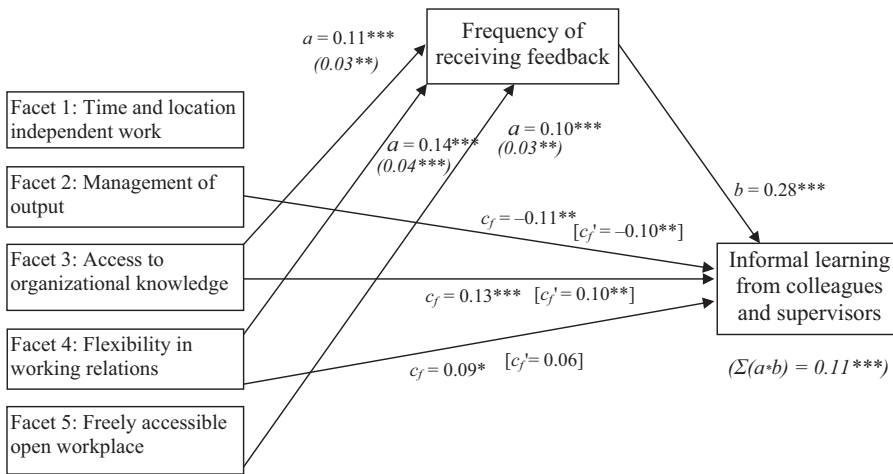 Frequency of
receiving feedback
a = 0.11***
(0.03**)
Facet 1: Time and location
independent work
a = 0.14***
(0.04***)
a = 0.10***
(0.03**)
Facet 2: Management of
output
b = 0.28***
c_f = –0.11**
[c_f' = –0.10**]
Facet 3: Access to
organizational knowledge
Informal learning
from colleagues
and supervisors
c_f = 0.13***
[c_f' = 0.10**]
Facet 4: Flexibility in
working relations
c_f = 0.09*
[c_f' = 0.06]
(Σ(a*b) = 0.11***)
Facet 5: Freely accessible
open workplace